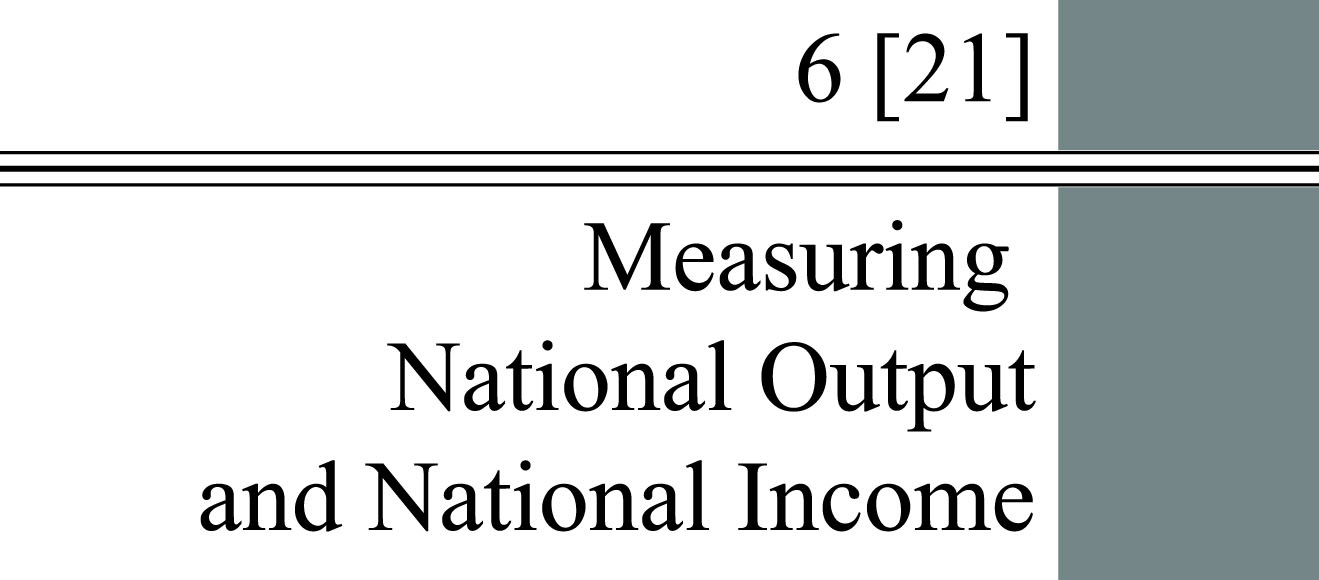 6 [21]
Measuring
National Output
and National Income